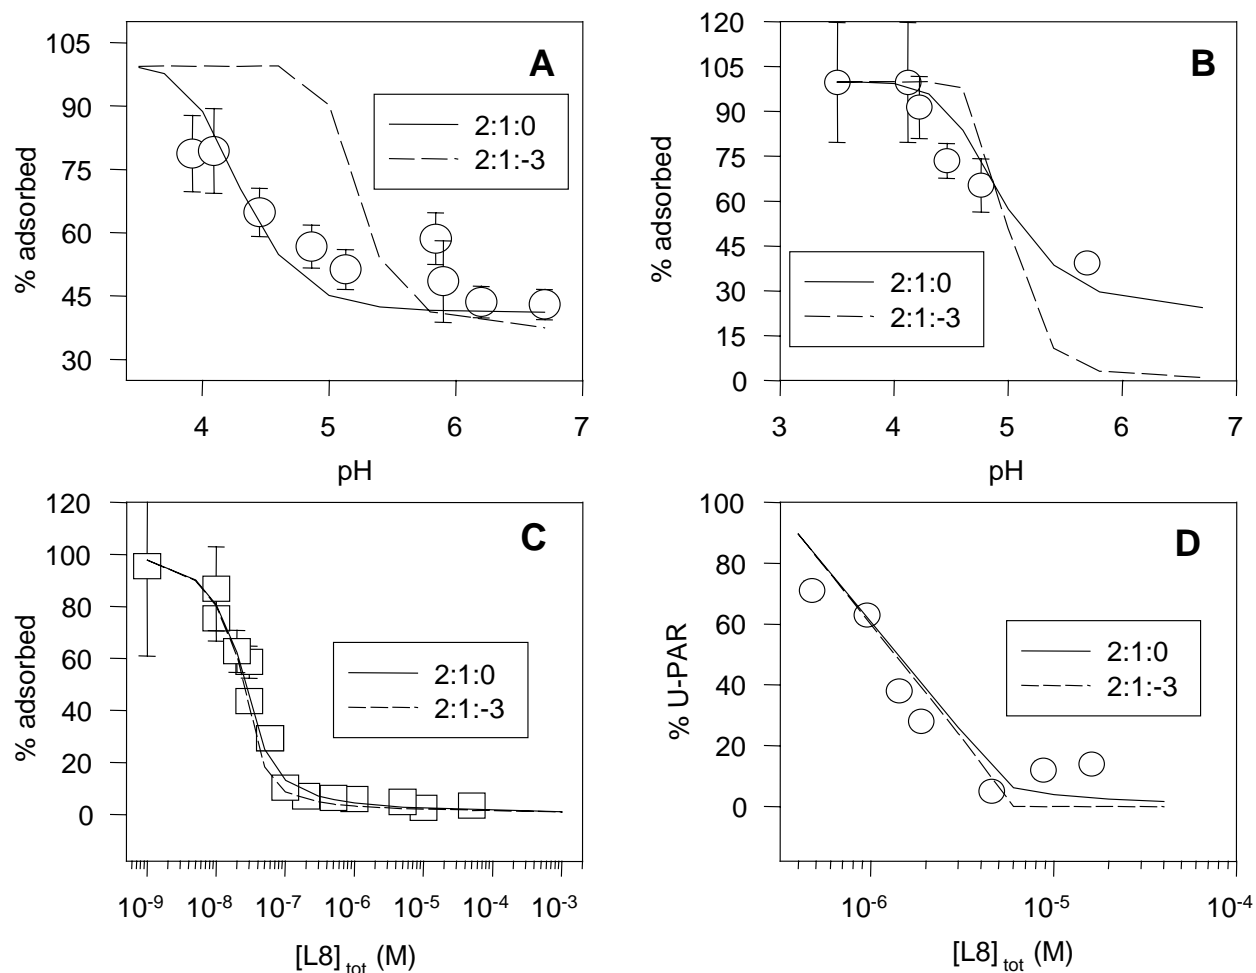 A
105
90
75
60
45
30
% adsorbed
2:1:0
2:1:-3
4 5 6 7
pH
B
120
105
90
75
60
45
30
15
0
% adsorbed
2:1:0
2:1:-3
3 4 5 6 7
pH
C
120
100
80
60
40
20
0
% adsorbed
2:1:0
2:1:-3
10⁻⁹ 10⁻⁸ 10⁻⁷ 10⁻⁶ 10⁻⁵ 10⁻⁴ 10⁻³
[L8]tot (M)
D
100
80
60
40
20
0
% U-PAR
2:1:0
2:1:-3
10⁻⁶ 10⁻⁵ 10⁻⁴
[L8]tot (M)